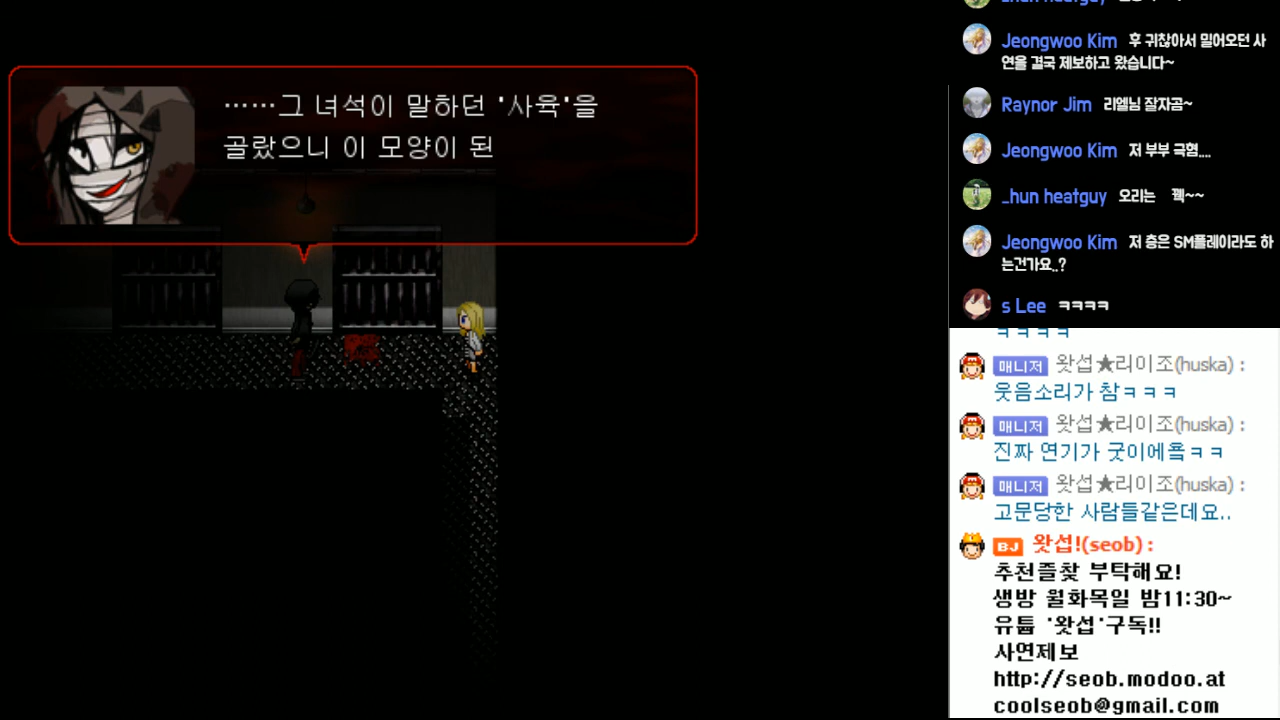 ……그 녀석이 말하던 '사육'을
골랐으니 이 모양이 된
Jeongwoo Kim 후 귀찮아서 밀어오던 사
연을 결국 제보하고 왔습니다~
Raynor Jim 리엘님 잘자곰~
Jeongwoo Kim 저 부부 극혐....
_hun heatguy 오리는 꿱~~
Jeongwoo Kim 저 층은 SM플레이라도 하
는건가요..?
s Lee ㅋㅋㅋㅋ
ㅋㅋㅋㅋ
매니저 왓섭★리이조(huska) :
웃음소리가 참ㅋㅋㅋ
매니저 왓섭★리이조(huska) :
진짜 연기가 굿이에욬ㅋㅋ
매니저 왓섭★리이조(huska) :
고문당한 사람들같은데요..
BJ 왓섭!(seob) :
추천즐찾 부탁해요!
생방 월화목일 밤11:30~
유튭 '왓섭'구독!!
사연제보
http://seob.modoo.at
coolseob@gmail.com